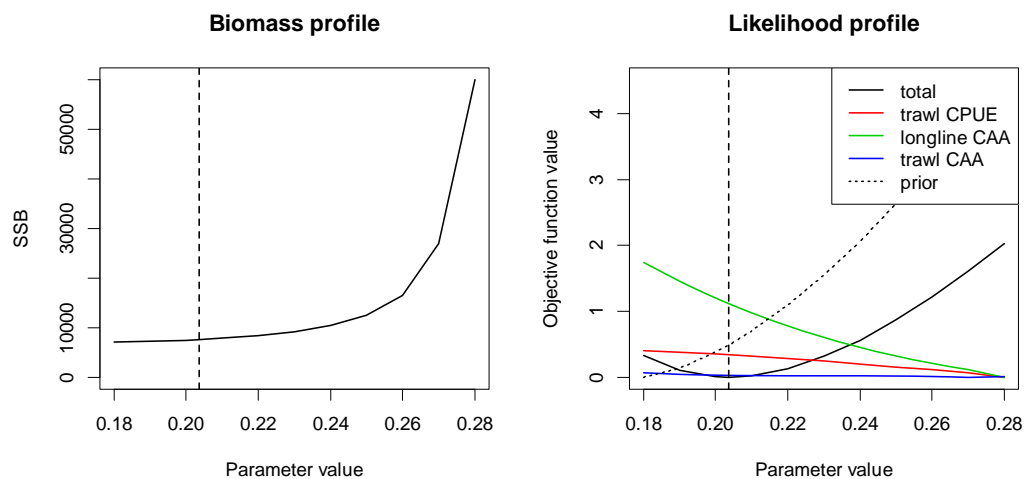 Biomass profile
SSB
50000
30000
10000
0
0.18 0.20 0.22 0.24 0.26 0.28
Parameter value
Likelihood profile
Objective function value
4
3
2
1
0
total
trawl CPUE
longline CAA
trawl CAA
prior
0.18 0.20 0.22 0.24 0.26 0.28
Parameter value